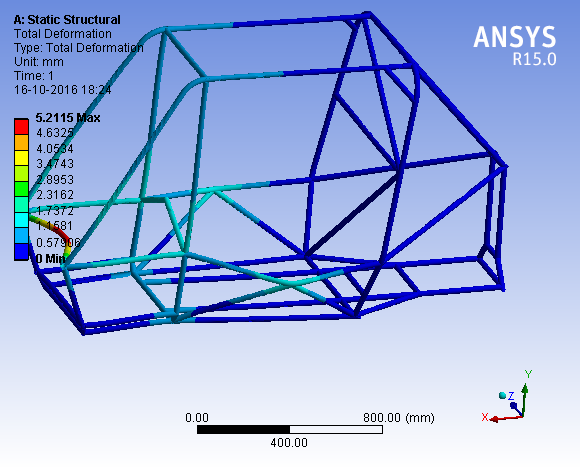 A: Static Structural
Total Deformation
Type: Total Deformation
Unit: mm
Time: 1
16-10-2016 18:24
ANSYS
R15.0
5.2115 Max
4.6325
4.0534
3.4743
2.8953
2.3162
1.7372
1.1581
0.57906
0 Min
0.00
800.00 (mm)
400.00
Y
Z
X